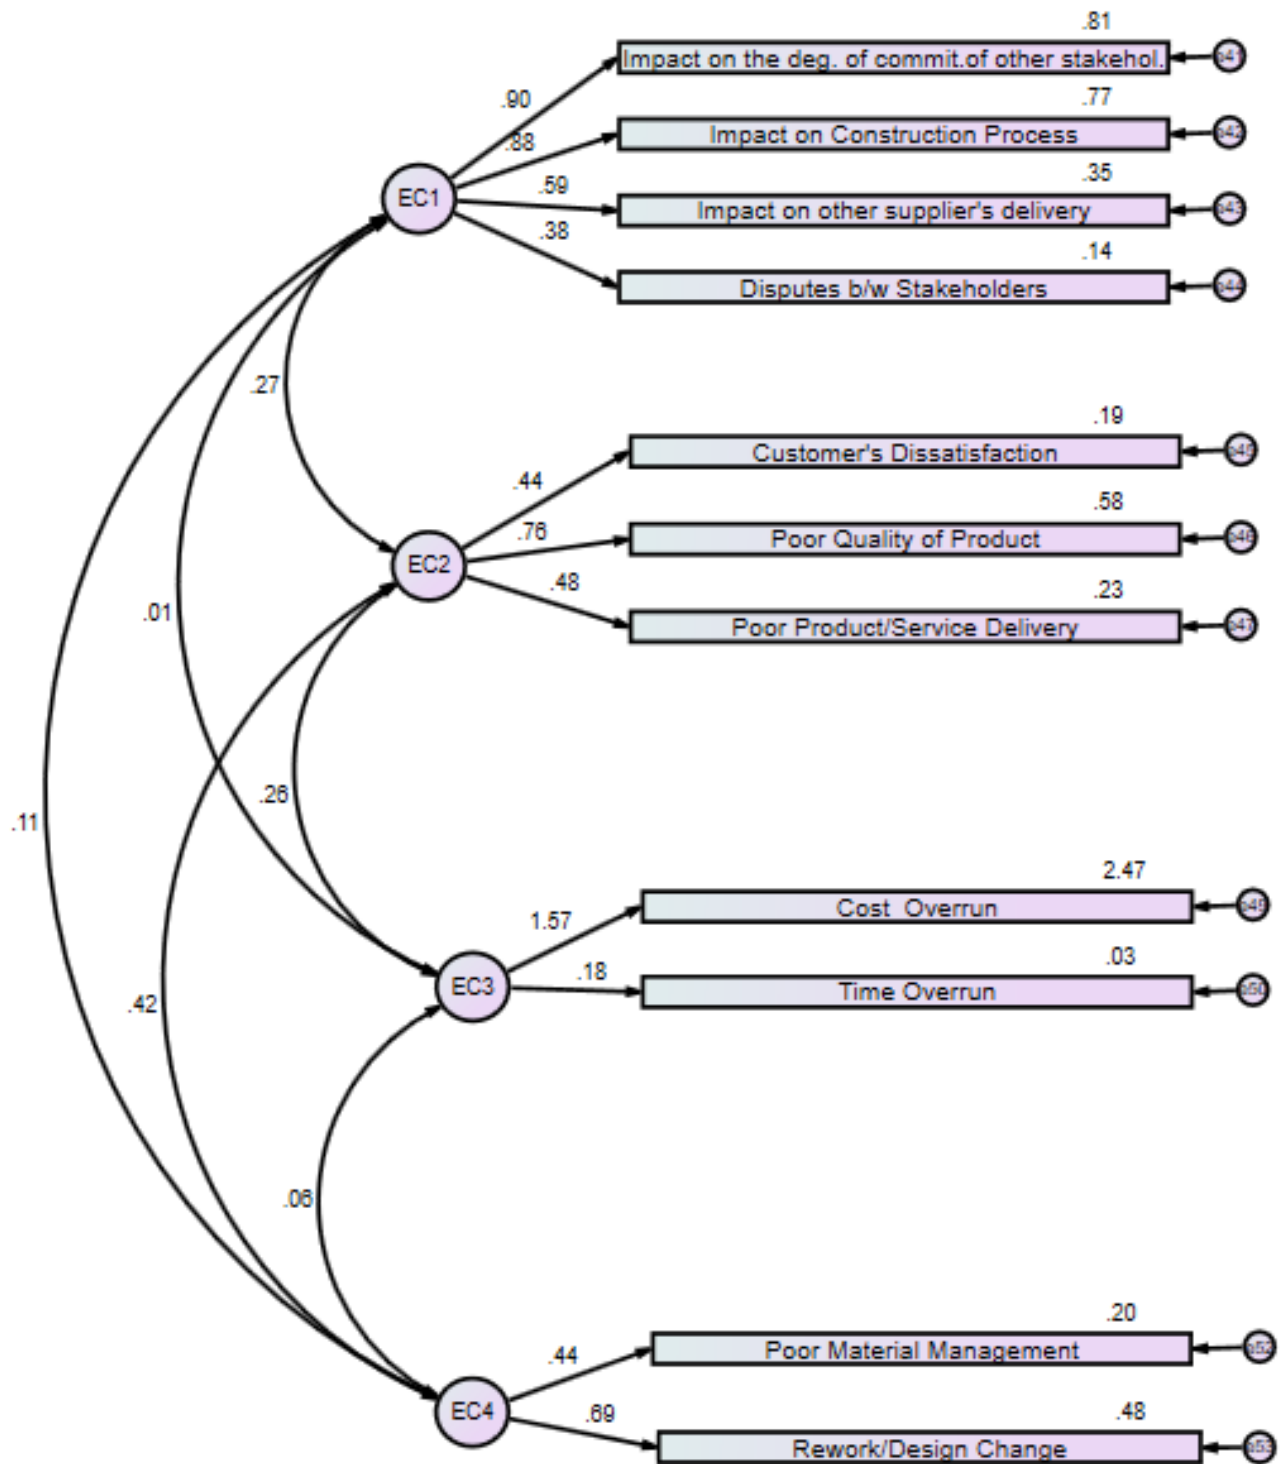 .81
Impact on the deg. of commit.of other stakehol.
.90
.77
Impact on Construction Process
.88
.35
Impact on other supplier's delivery
.59
EC1
.38
.14
Disputes b/w Stakeholders
.27
.19
Customer's Dissatisfaction
.44
.58
Poor Quality of Product
.76
EC2
.48
.23
Poor Product/Service Delivery
.01
.26
.11
2.47
Cost Overrun
1.57
.03
Time Overrun
.18
EC3
.42
.06
.20
Poor Material Management
.44
EC4
.69
.48
Rework/Design Change